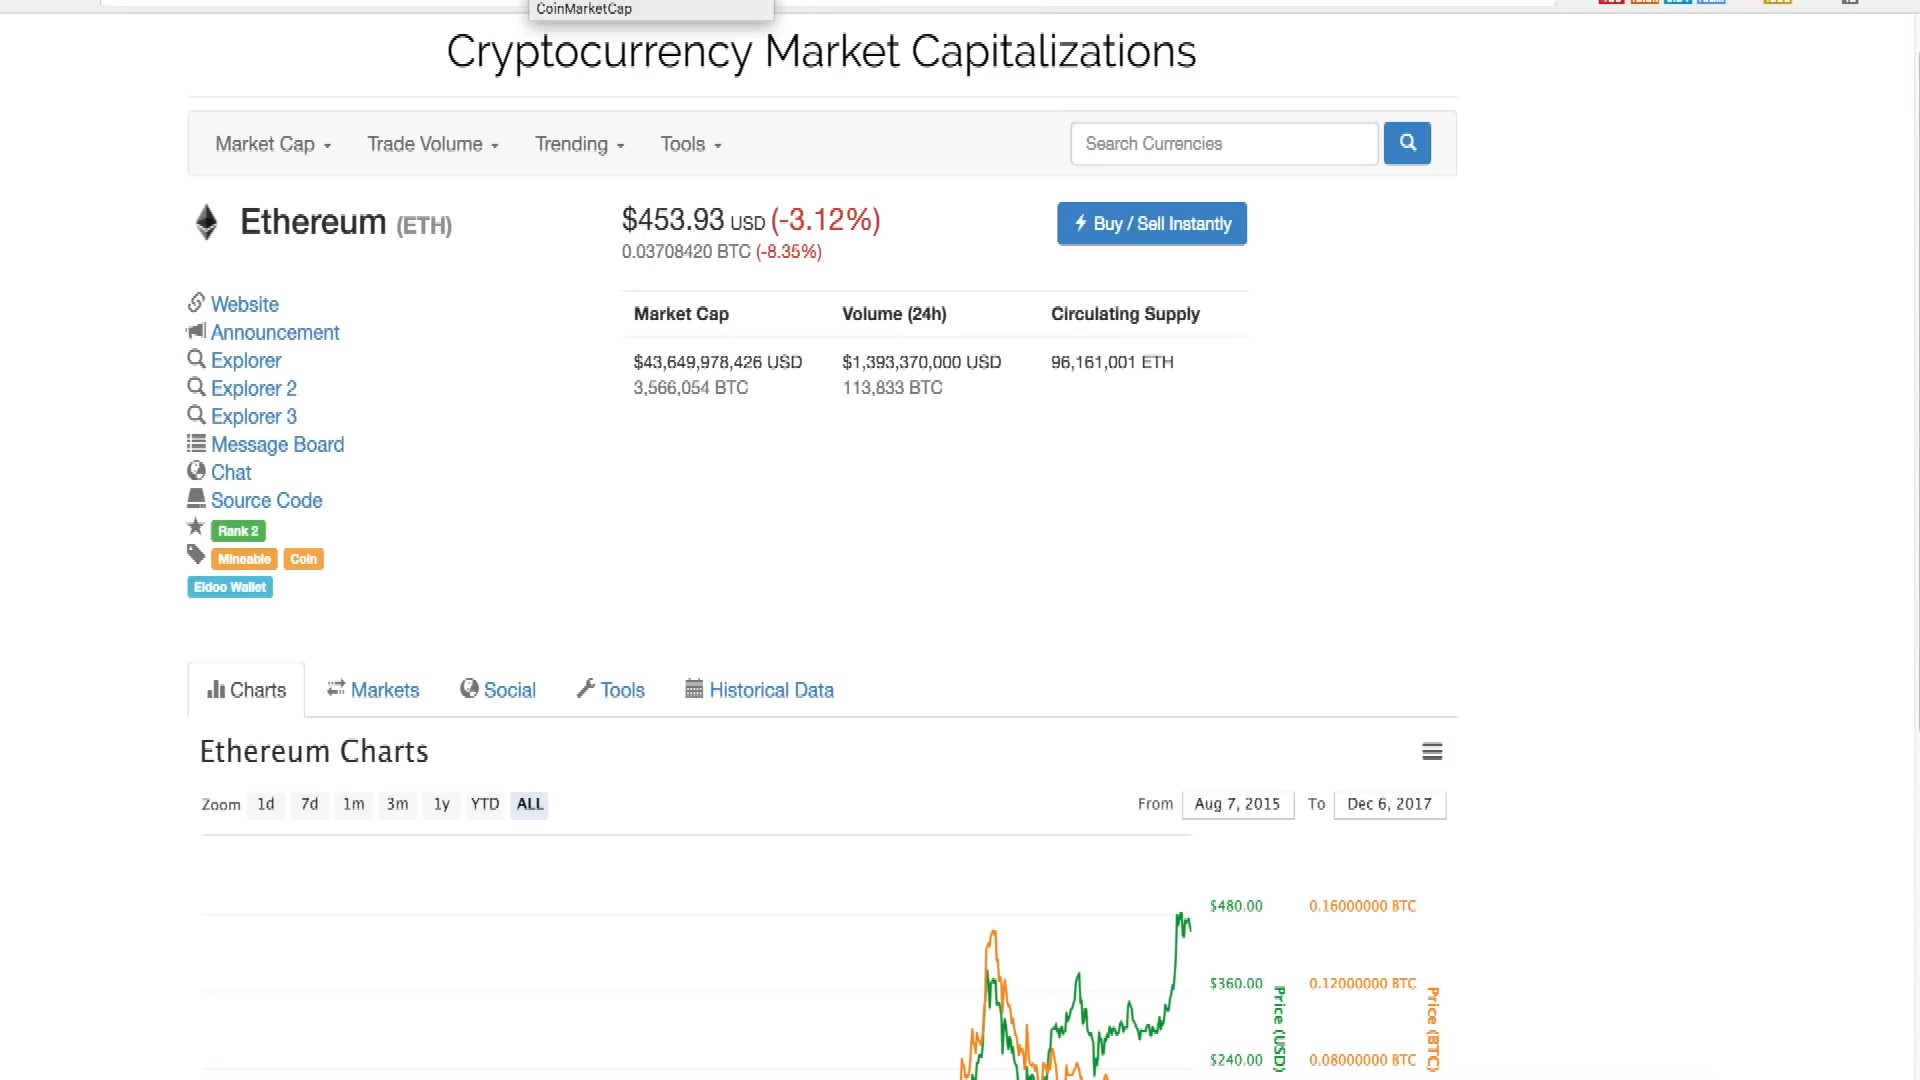 CoinMarketCap
Cryptocurrency Market Capitalizations
Market Cap Trade Volume Trending Tools Search Currencies
Ethereum (ETH) $453.93 USD (-3.12%) Buy / Sell Instantly
0.03708420 BTC (-8.35%)
Website
Announcement
Explorer
Explorer 2
Explorer 3
Message Board
Chat
Source Code
Rank 2
Mineable Coin
Eidoo Wallet
Market Cap Volume (24h) Circulating Supply
$43,649,978,426 USD $1,393,370,000 USD 96,161,001 ETH
3,566,054 BTC 113,833 BTC
Charts Markets Social Tools Historical Data
Ethereum Charts
Zoom 1d 7d 1m 3m 1y YTD ALL From Aug 7, 2015 To Dec 6, 2017
$480.00 0.16000000 BTC
$360.00 0.12000000 BTC
$240.00 0.08000000 BTC
Price (USD)
Price (BTC)